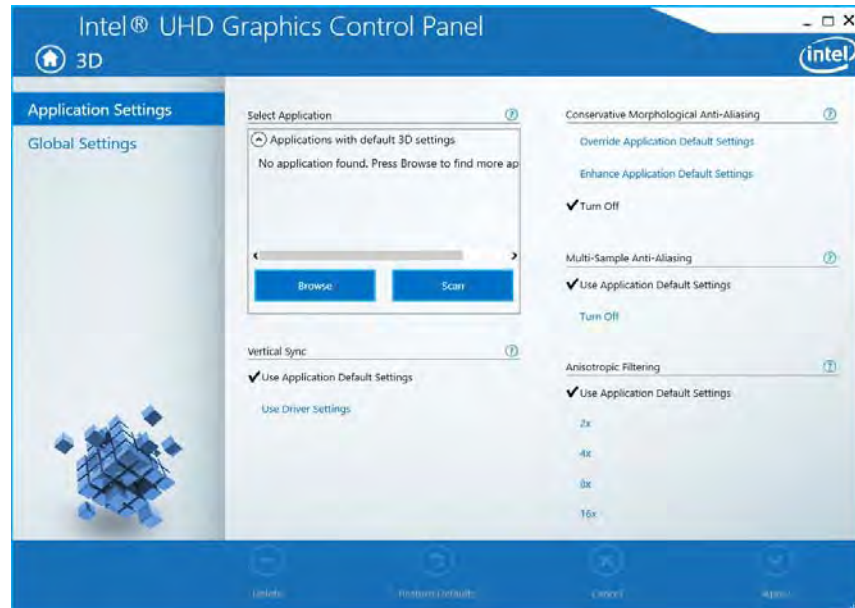 Intel® UHD Graphics Control Panel
3D
intel
Application Settings
Global Settings
Select Application
Applications with default 3D settings
No application found. Press Browse to find more ap
Browse
Scan
Vertical Sync
Use Application Default Settings
Use Driver Settings
Conservative Morphological Anti-Aliasing
Override Application Default Settings
Enhance Application Default Settings
Turn Off
Multi-Sample Anti-Aliasing
Use Application Default Settings
Turn Off
Anisotropic Filtering
Use Application Default Settings
2x
4x
8x
16x
Delete
Restore Defaults
Cancel
Apply